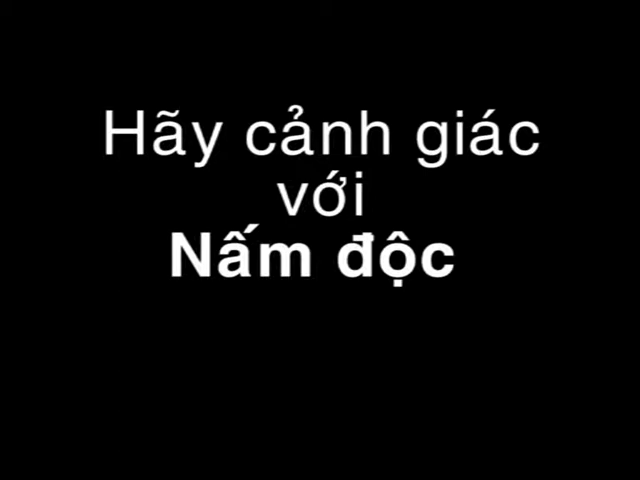 Hãy cảnh giác
với
Nấm độc